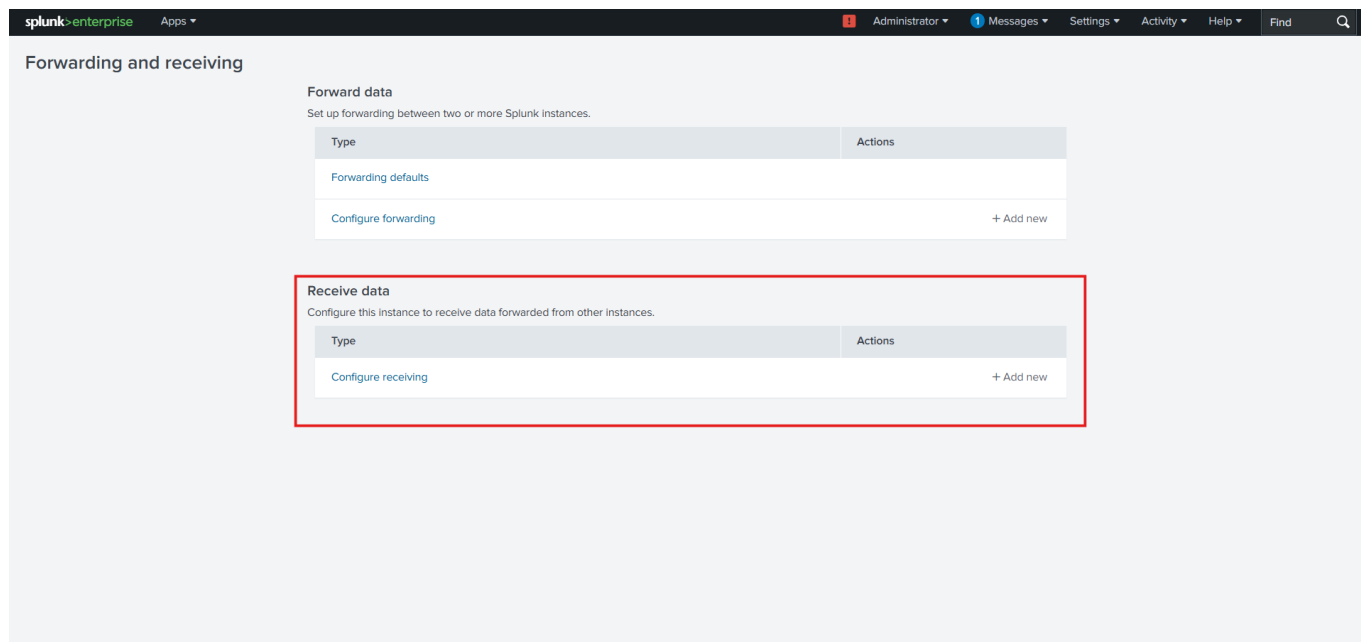 splunk>enterprise Apps ! Administrator 1 Messages Settings Activity Help Find
Forwarding and receiving
Forward data
Set up forwarding between two or more Splunk instances.
Type Actions
Forwarding defaults
Configure forwarding + Add new
Receive data
Configure this instance to receive data forwarded from other instances.
Type Actions
Configure receiving + Add new